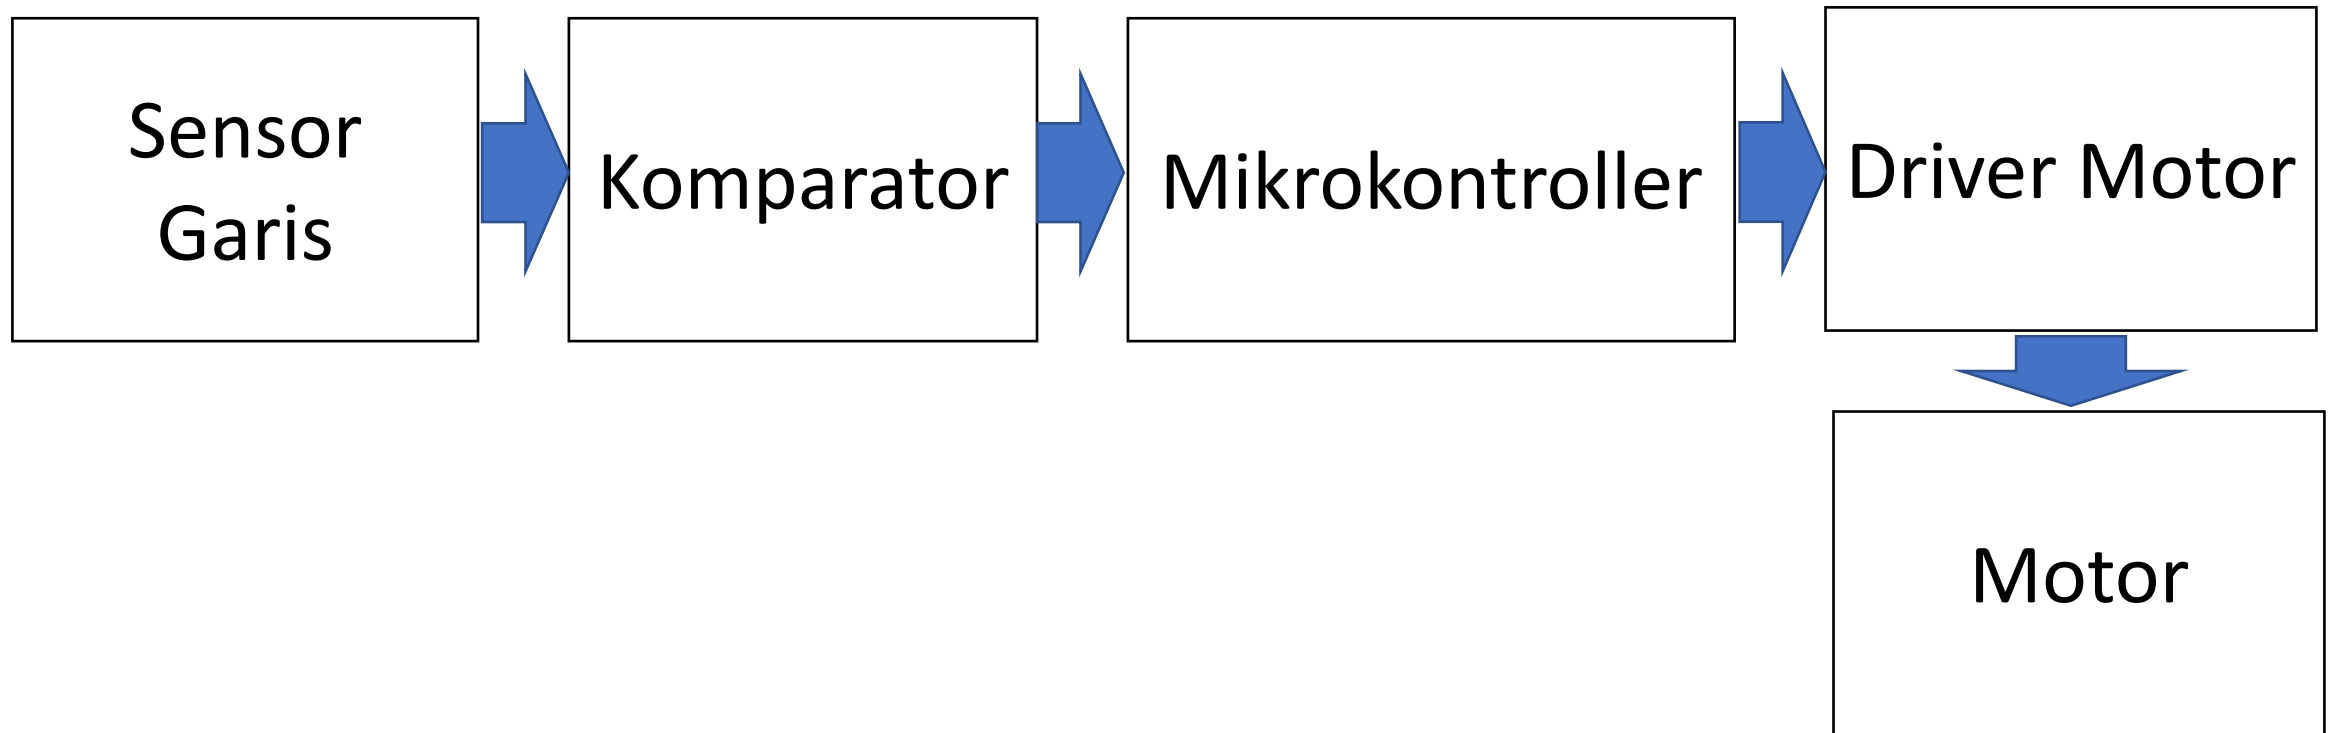 Sensor
Garis
Komparator
Mikrokontroller
Driver Motor
Motor